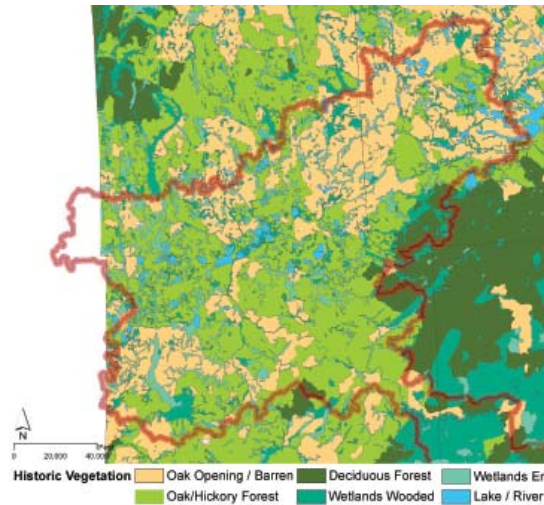 N
0 20,000 40,000
Historic Vegetation Oak Opening / Barren Deciduous Forest Wetlands En
Oak/Hickory Forest Wetlands Wooded Lake / River